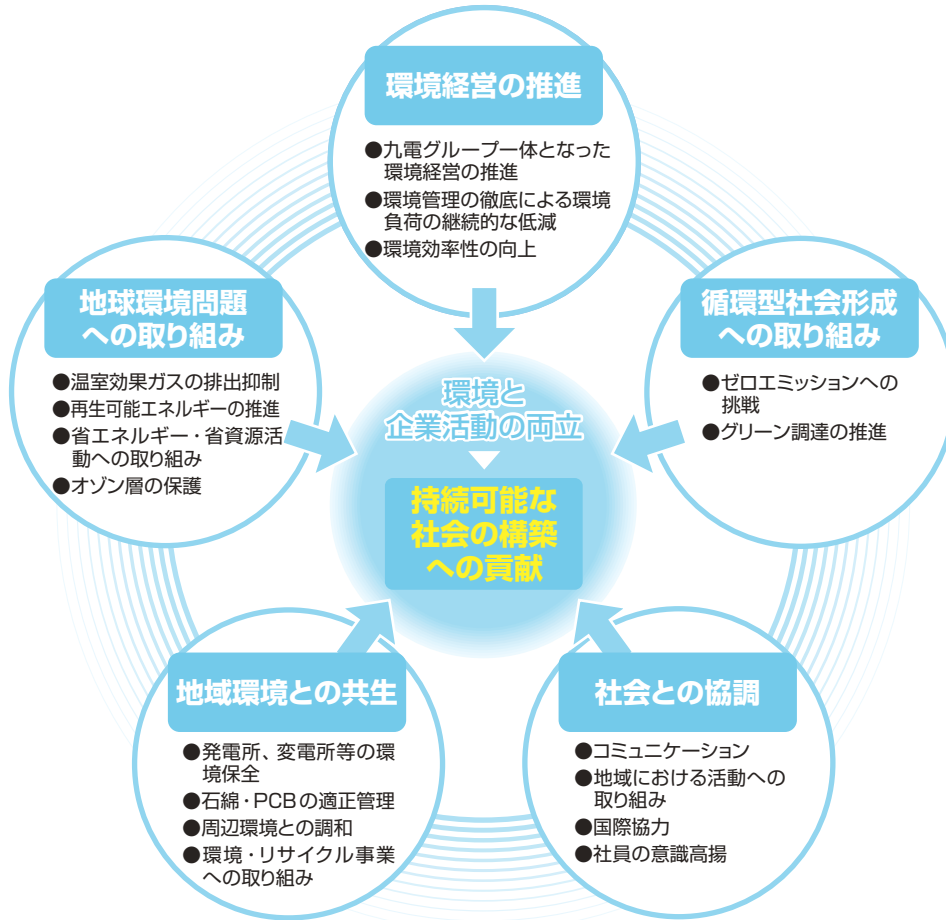 環境経営の推進
●九電グループ一体となった
環境経営の推進
●環境管理の徹底による環境
負荷の継続的な低減
●環境効率性の向上
地球環境問題
への取り組み
●温室効果ガスの排出抑制
●再生可能エネルギーの推進
●省エネルギー・省資源活
動への取り組み
●オゾン層の保護
循環型社会形成
への取り組み
●ゼロエミッションへの
挑戦
●グリーン調達の推進
環境と
企業活動の両立
持続可能な
社会の構築
への貢献
地域環境との共生
●発電所、変電所等の環
境保全
●石綿・PCBの適正管理
●周辺環境との調和
●環境・リサイクル事業
への取り組み
社会との協調
●コミュニケーション
●地域における活動への
取り組み
●国際協力
●社員の意識高揚